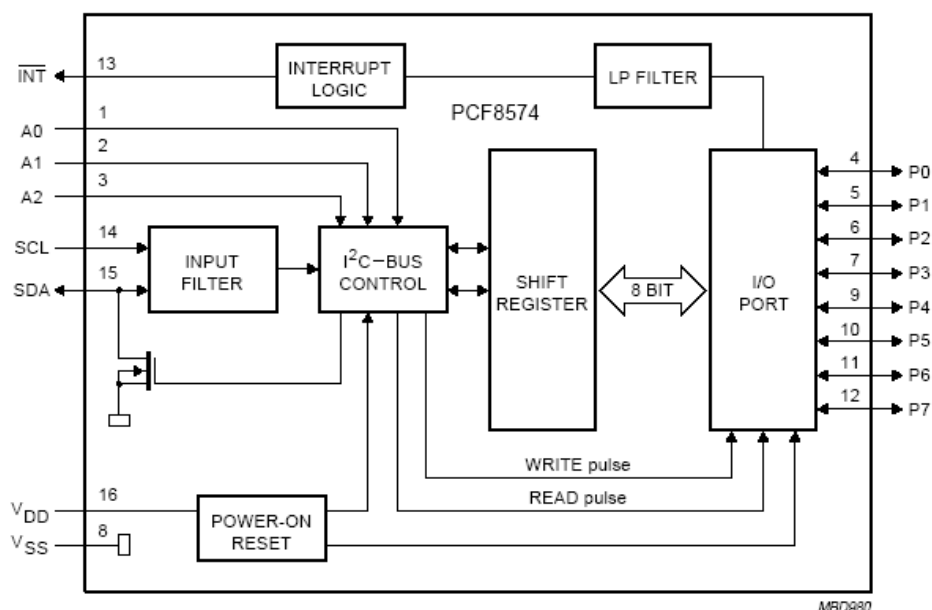 INT
13
INTERRUPT
LOGIC
LP FILTER
PCF8574
A0
1
A1
2
A2
3
SCL
14
SDA
15
INPUT
FILTER
I²C–BUS
CONTROL
SHIFT
REGISTER
8 BIT
I/O
PORT
4
P0
5
P1
6
P2
7
P3
9
P4
10
P5
11
P6
12
P7
WRITE pulse
READ pulse
VDD
16
VSS
8
POWER-ON
RESET
MBD980